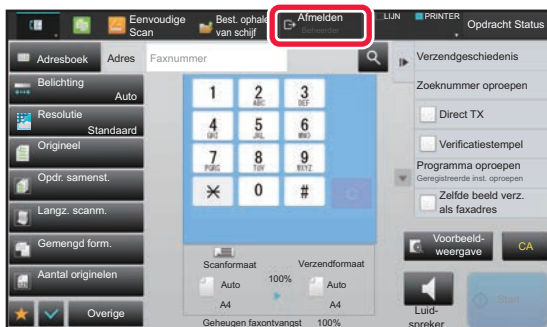 Eenvoudige
Scan
Best. ophale
van schijf
Afmelden
Beheerder
LIJN
PRINTER
Opdracht Status
Adresboek
Adres
Faxnummer
Verzendgeschiedenis
Belichting
Auto
Zoeknummer oproepen
Resolutie
Standaard
Direct TX
Origineel
Verificatiestempel
Opdr. samenst.
Programma oproepen
Geregistreerde inst. oproepen
Langz. scanm.
Zelfde beeld verz.
als faxadres
Gemengd form.
Aantal originelen
Overige
1
2
ABC
3
DEF
4
GHI
5
JKL
6
MNO
7
PQRS
8
TUV
9
WXYZ
0
#
C
Scanformaat
Verzendformaat
Auto
100%
Auto
A4
A4
Geheugen faxontvangst 100%
Voorbeeld-
weergave
CA
Luid-
spreker
Start